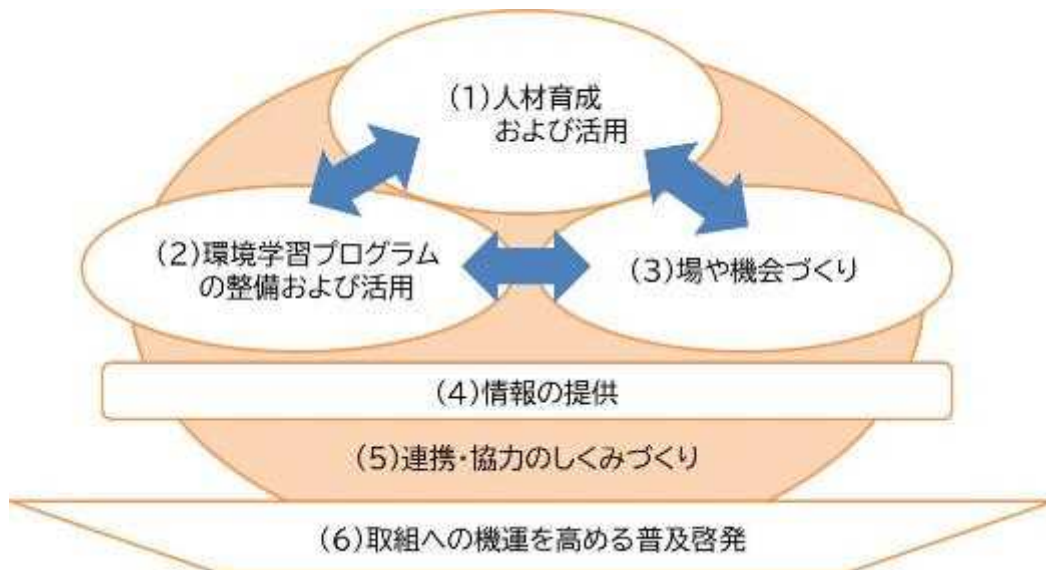 (1)人材育成
および活用
(2)環境学習プログラム
の整備および活用
(3)場や機会づくり
(4)情報の提供
(5)連携・協力のしくみづくり
(6)取組への機運を高める普及啓発